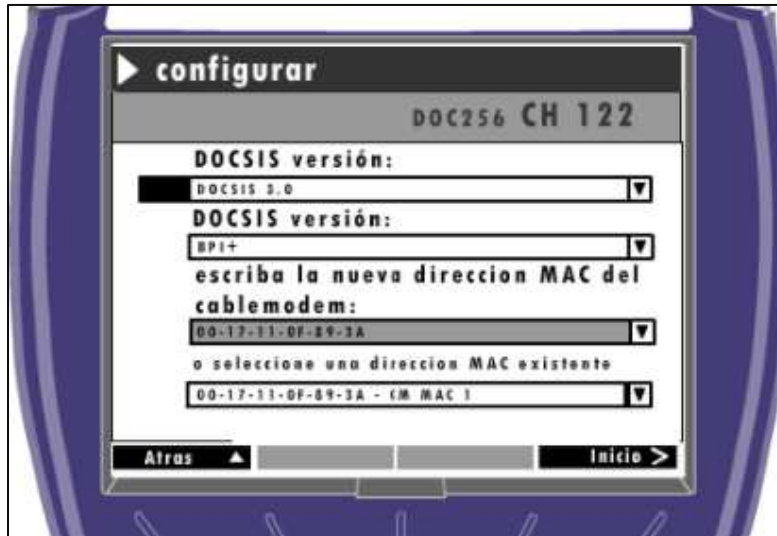 configurar
DOC256 CH 122
DOCSIS versión:
DOCSIS 3.0
DOCSIS versión:
BPI+
escriba la nueva direccion MAC del
cablemodem:
00-17-11-0F-89-3A
o seleccione una direccion MAC existente
00-17-11-0F-89-3A - CM MAC 1
Atras
Inicio >